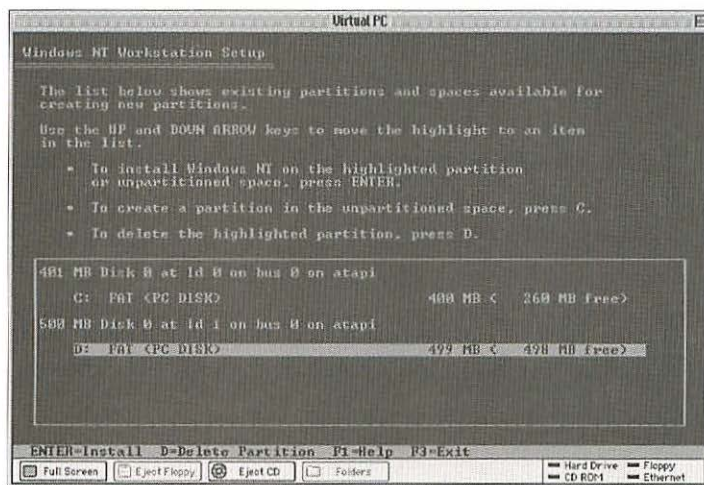 Virtual PC
Windows NT Workstation Setup
The list below shows existing partitions and spaces available for
creating new partitions.
Use the UP and DOWN ARROW keys to move the highlight to an item
in the list.
• To install Windows NT on the highlighted partition
or unpartitioned space, press ENTER.
• To create a partition in the unpartitioned space, press C.
• To delete the highlighted partition, press D.
401 MB Disk 0 at Id 0 on bus 0 on atapi
C: FAT (PC DISK) 400 MB ( 260 MB free)
500 MB Disk 0 at Id 1 on bus 0 on atapi
D: FAT (PC DISK) 499 MB ( 498 MB free)
ENTER=Install D=Delete Partition F1=Help F3=Exit
Full Screen Eject Floppy Eject CD Folders Hard Drive Floppy
CD ROM Ethernet